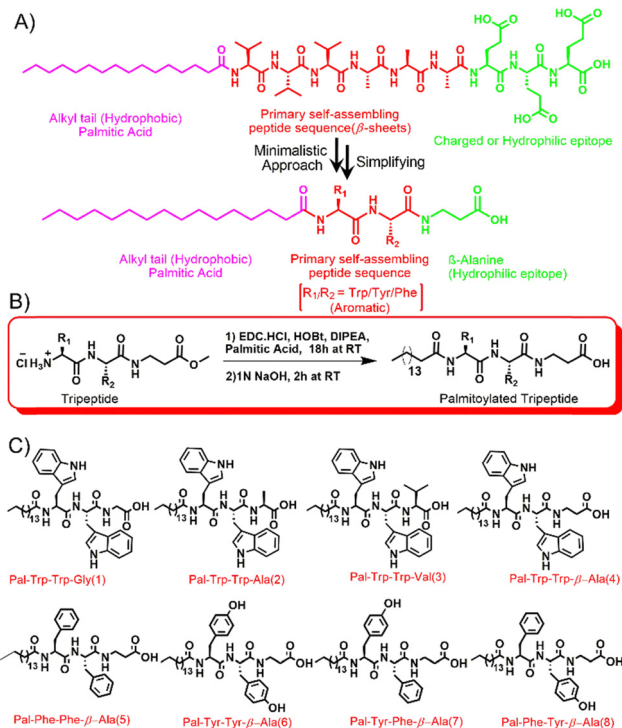 A)
Alkyl tail (Hydrophobic)
Palmitic Acid
Primary self-assembling
peptide sequence(β-sheets)
Charged or Hydrophilic epitope
Minimalistic
Approach
Simplifying
Alkyl tail (Hydrophobic)
Palmitic Acid
Primary self-assembling
peptide sequence
ß-Alanine
(Hydrophilic epitope)
R₁/R₂ = Trp/Tyr/Phe
(Aromatic)
B)
1) EDC.HCl, HOBt, DIPEA,
Palmitic Acid, 18h at RT
2)1N NaOH, 2h at RT
Tripeptide
Palmitoylated Tripeptide
C)
Pal-Trp-Trp-Gly(1)
Pal-Trp-Trp-Ala(2)
Pal-Trp-Trp-Val(3)
Pal-Trp-Trp-β-Ala(4)
Pal-Phe-Phe-β-Ala(5)
Pal-Tyr-Tyr-β-Ala(6)
Pal-Tyr-Phe-β-Ala(7)
Pal-Phe-Tyr-β-Ala(8)